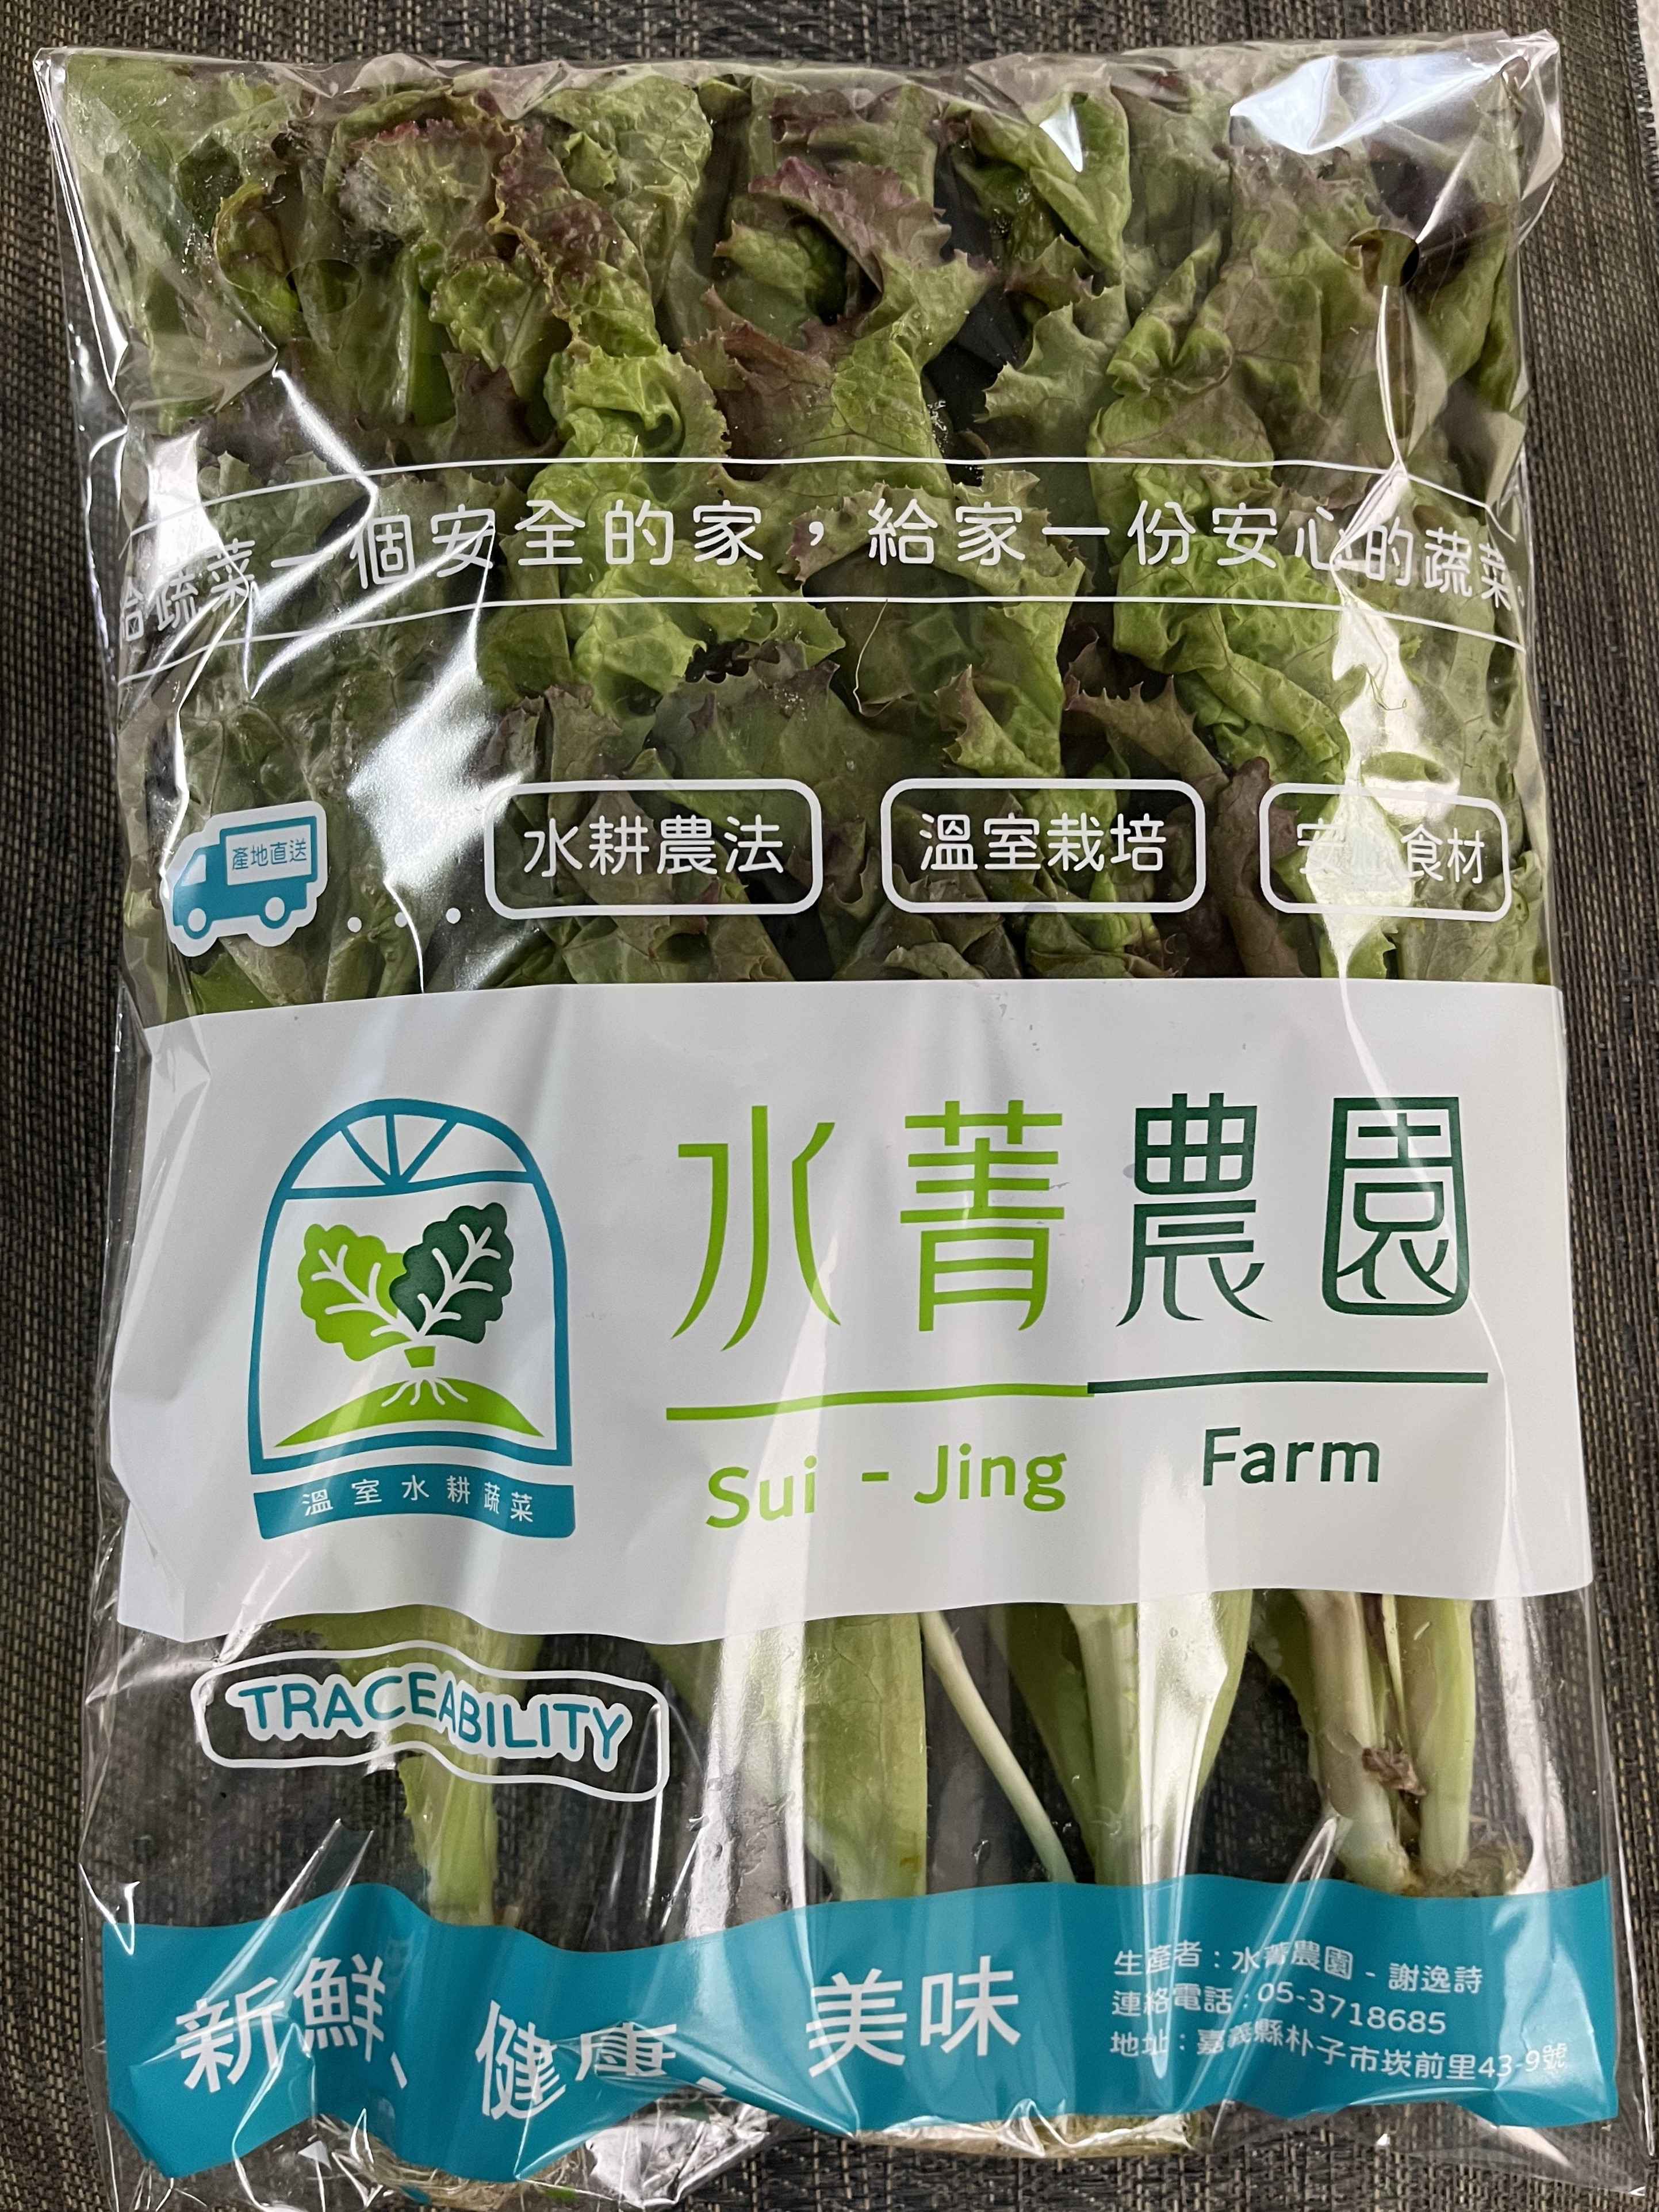 給蔬菜一個安全的家，給家一份安心的蔬菜。
產地直送
水耕農法
溫室栽培
食材
水菁農園
Sui - Jing Farm
溫室水耕蔬菜
TRACEABILITY
新鮮、健康、美味
生產者：水菁農園 - 謝逸詩
連絡電話：05-3718685
地址：嘉義縣朴子市崁前里43-9號